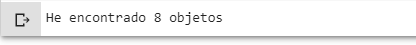 He encontrado 8 objetos